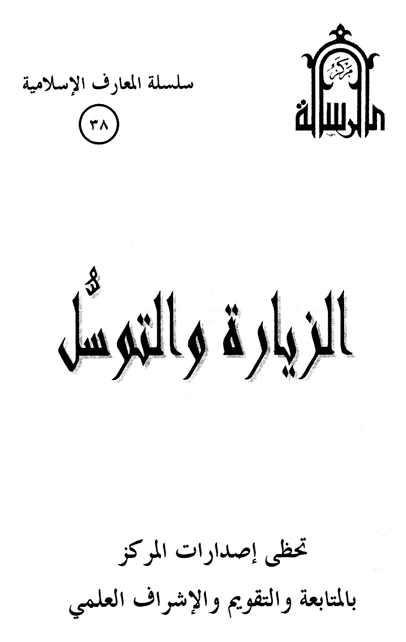 مركز
الرسالة
سلسلة المعارف الإسلامية
٣٨
الزيارة والتوسُّل
تحظى إصدارات المركز
بالمتابعة والتقويم والإشراف العلمي